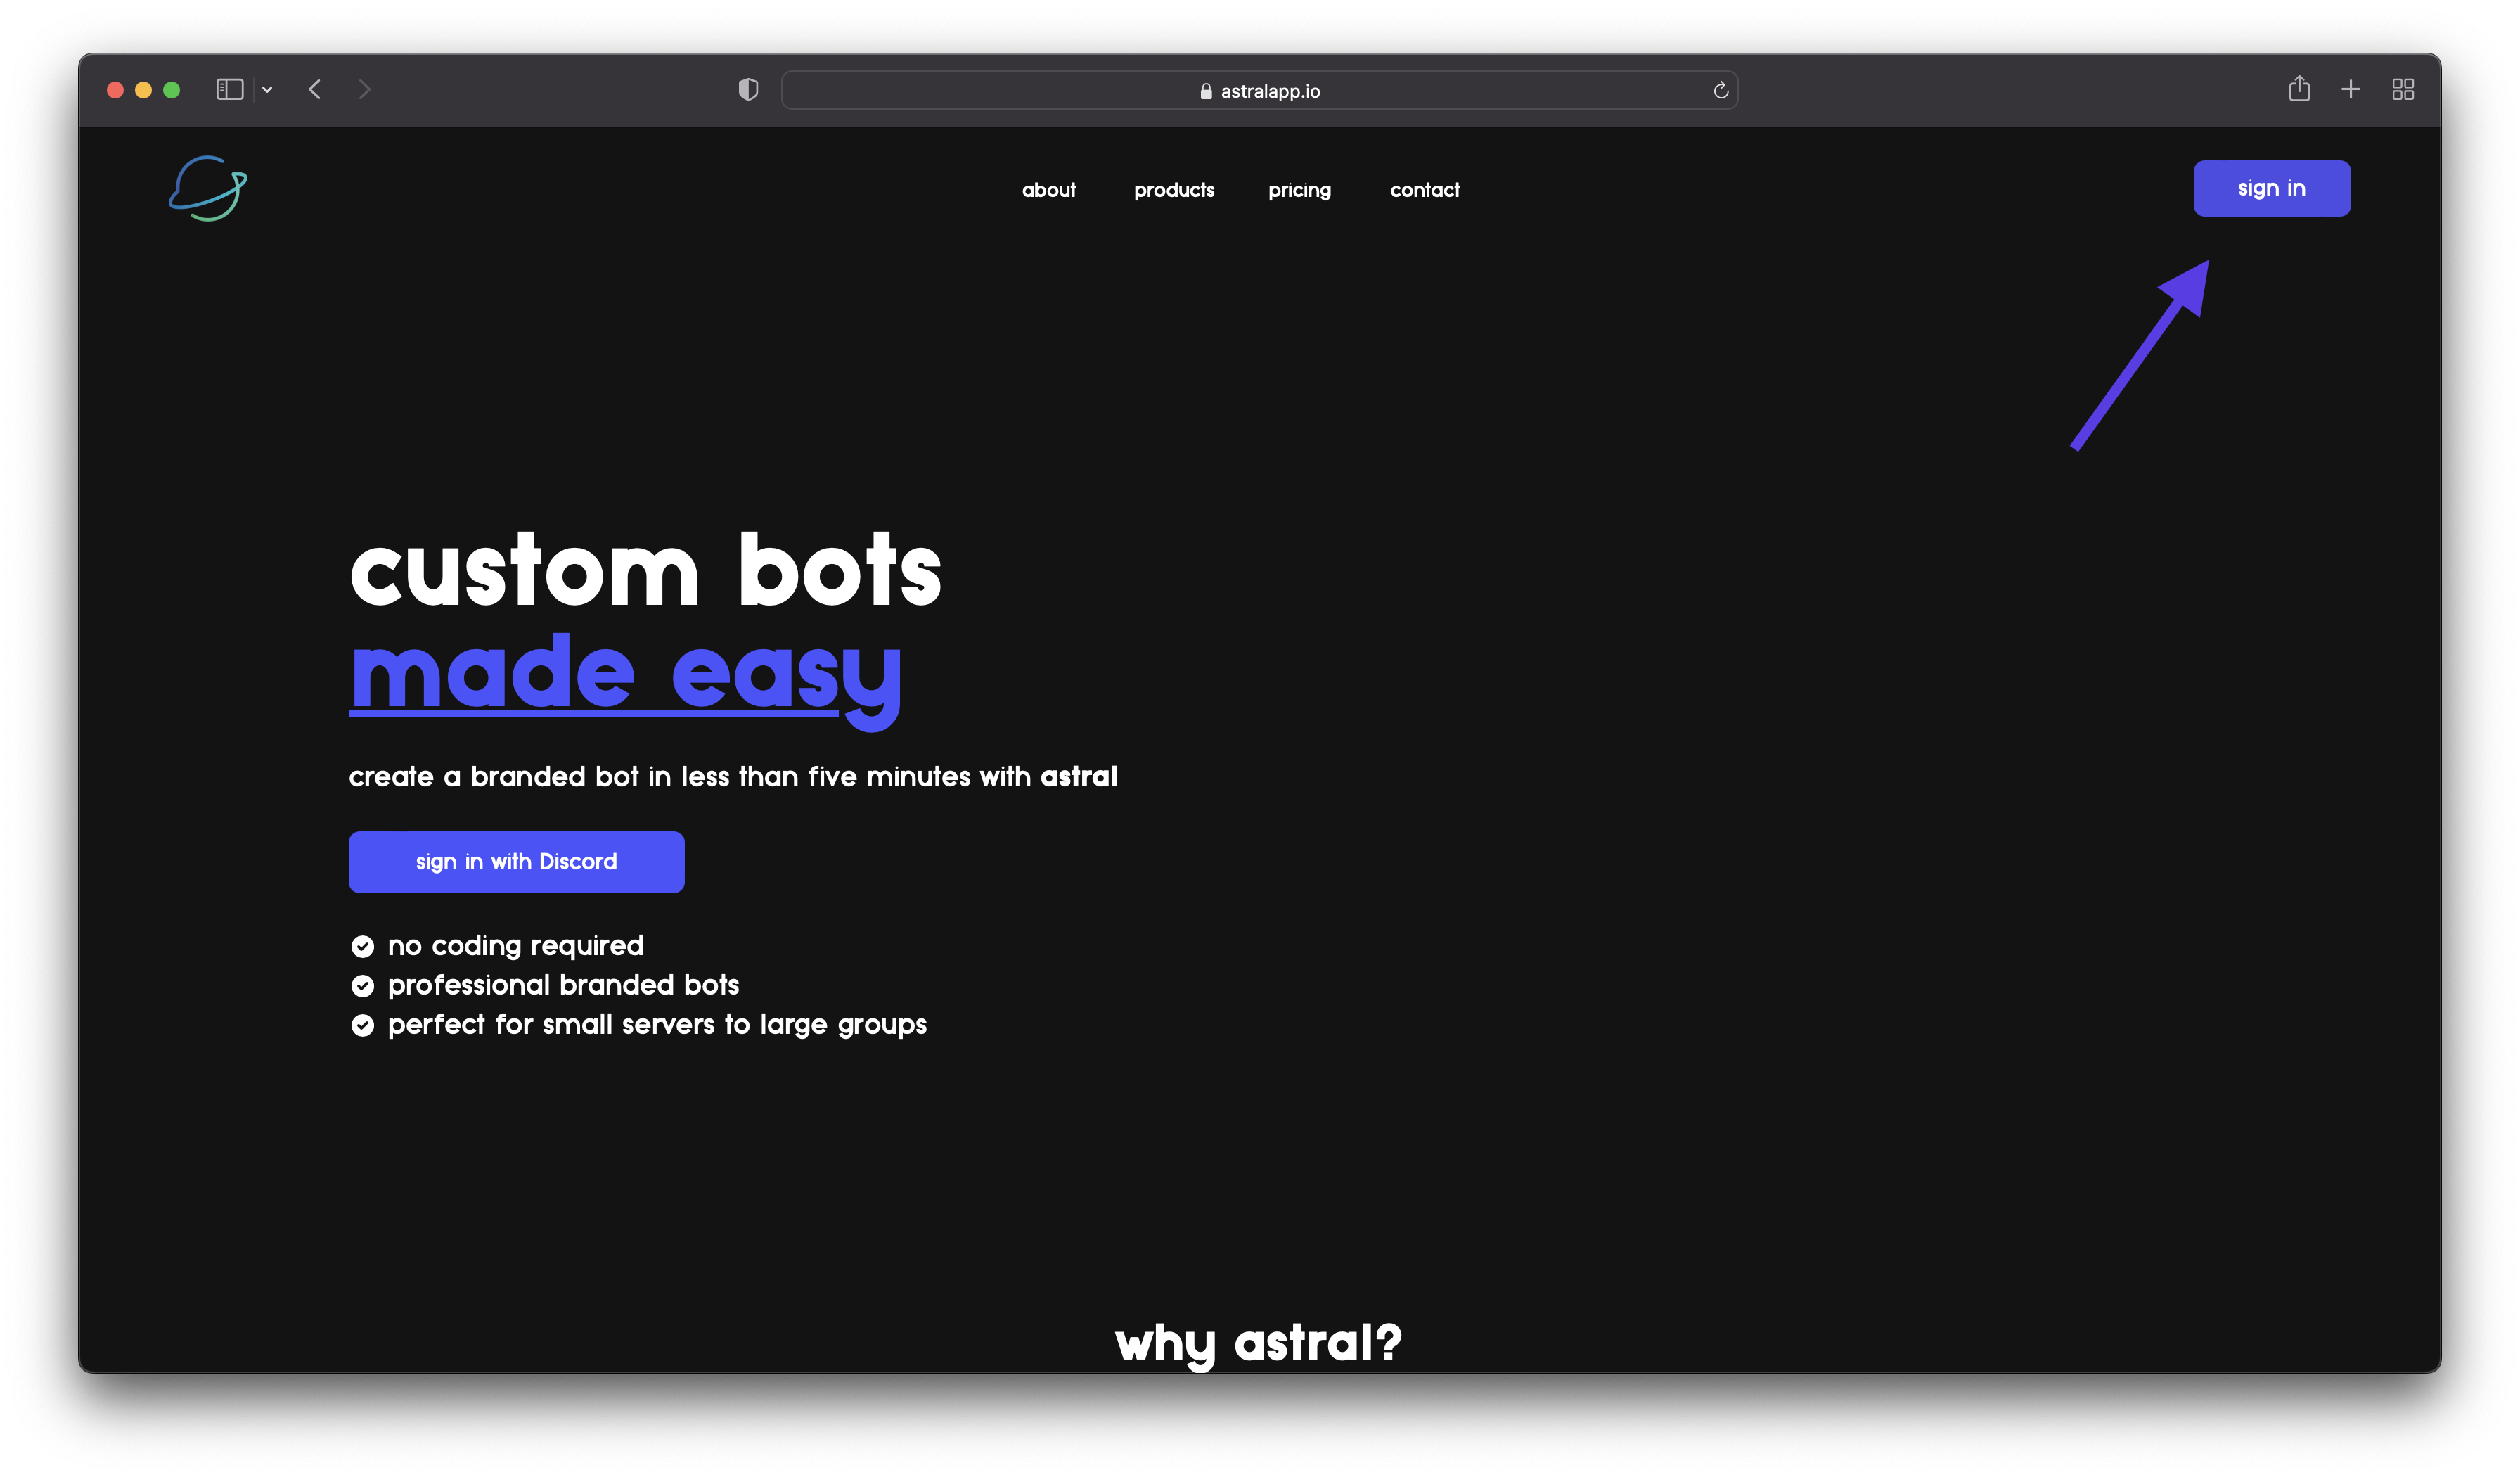 astralapp.io
about products pricing contact
sign in
custom bots
made easy
create a branded bot in less than five minutes with astral
sign in with Discord
no coding required
professional branded bots
perfect for small servers to large groups
why astral?